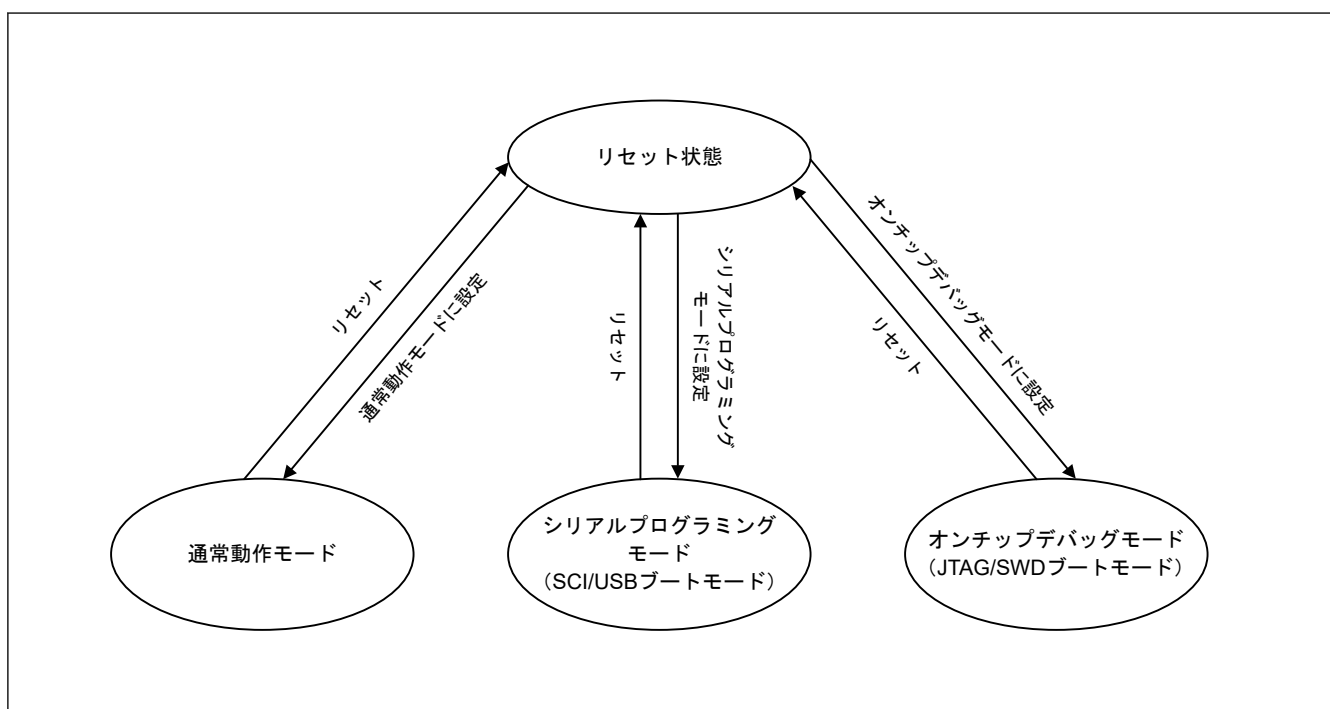 リセット状態
リセット
通常動作モードに設定
リセット
シリアルプログラミング
モードに設定
オンチップデバッグモードに設定
リセット
通常動作モード
シリアルプログラミング
モード
（SCI/USBブートモード）
オンチップデバッグモード
（JTAG/SWDブートモード）